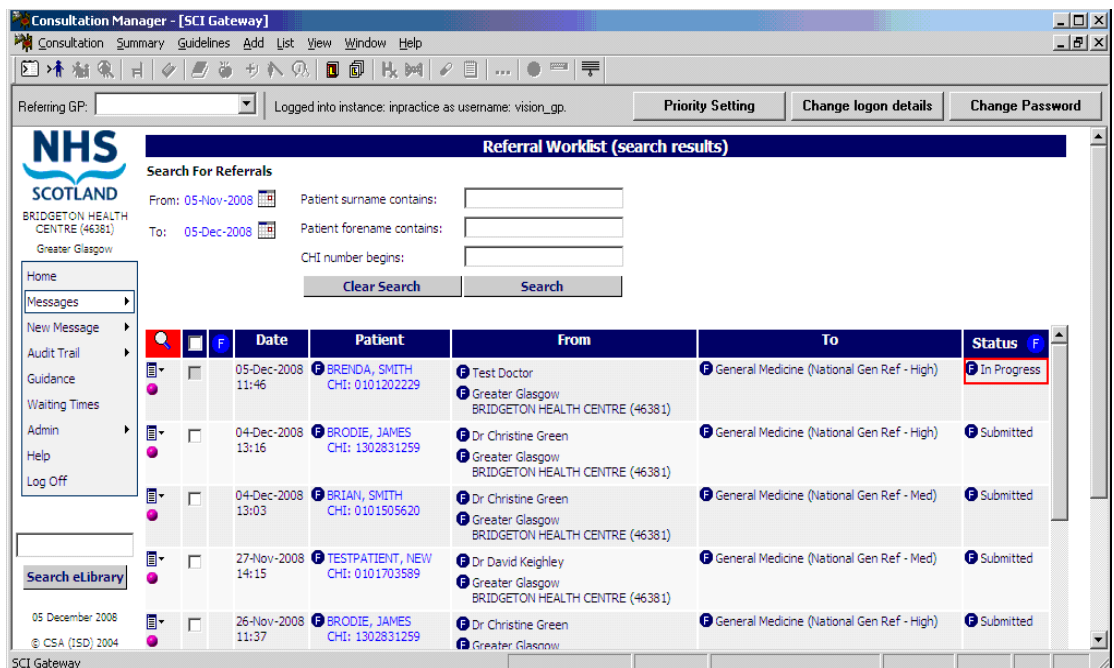 Consultation Manager - [SCI Gateway]
Consultation Summary Guidelines Add List View Window Help
Referring GP:
Logged into instance: inpractice as username: vision_gp.
Priority Setting
Change logon details
Change Password
NHS
SCOTLAND
BRIDGETON HEALTH
CENTRE (46381)
Greater Glasgow
Home
Messages
New Message
Audit Trail
Guidance
Waiting Times
Admin
Help
Log Off
Search eLibrary
05 December 2008
© CSA (ISD) 2004
Referral Worklist (search results)
Search For Referrals
From: 05-Nov-2008
Patient surname contains:
To: 05-Dec-2008
Patient forename contains:
CHI number begins:
Clear Search
Search
F Date Patient From To Status F
05-Dec-2008 F BRENDA, SMITH F Test Doctor F General Medicine (National Gen Ref - High) F In Progress
11:46 CHI: 0101202229
F Greater Glasgow
BRIDGETON HEALTH CENTRE (46381)
04-Dec-2008 F BRODIE, JAMES F Dr Christine Green F General Medicine (National Gen Ref - High) F Submitted
13:16 CHI: 1302831259
F Greater Glasgow
BRIDGETON HEALTH CENTRE (46381)
04-Dec-2008 F BRIAN, SMITH F Dr Christine Green F General Medicine (National Gen Ref - Med) F Submitted
13:03 CHI: 0101505620
F Greater Glasgow
BRIDGETON HEALTH CENTRE (46381)
27-Nov-2008 F TESTPATIENT, NEW F Dr David Keighley F General Medicine (National Gen Ref - Med) F Submitted
14:15 CHI: 0101703589
F Greater Glasgow
BRIDGETON HEALTH CENTRE (46381)
26-Nov-2008 F BRODIE, JAMES F Dr Christine Green F General Medicine (National Gen Ref - High) F Submitted
11:37 CHI: 1302831259
F Greater Glasgow
SCI Gateway